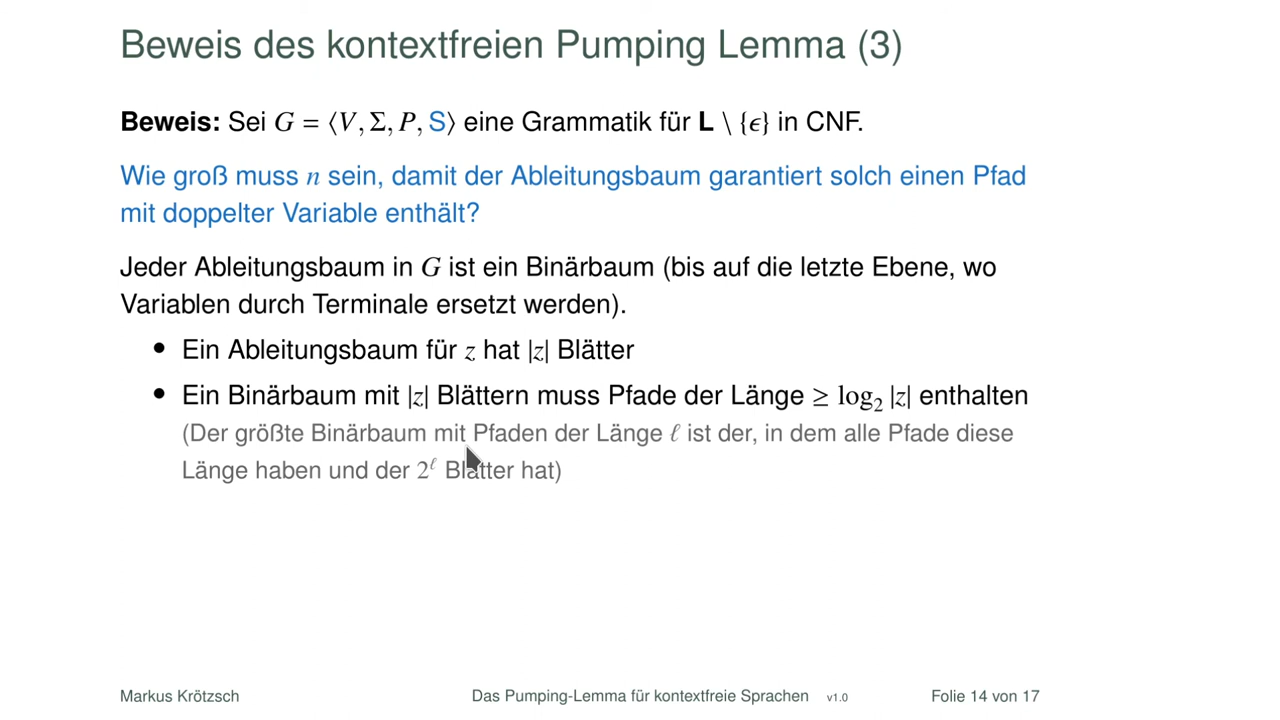 Beweis des kontextfreien Pumping Lemma (3)
Beweis: Sei G = ⟨V, Σ, P, S⟩ eine Grammatik für L \ {ϵ} in CNF.
Wie groß muss n sein, damit der Ableitungsbaum garantiert solch einen Pfad
mit doppelter Variable enthält?
Jeder Ableitungsbaum in G ist ein Binärbaum (bis auf die letzte Ebene, wo
Variablen durch Terminale ersetzt werden).
• Ein Ableitungsbaum für z hat |z| Blätter
• Ein Binärbaum mit |z| Blättern muss Pfade der Länge ≥ log₂ |z| enthalten
(Der größte Binärbaum mit Pfaden der Länge ℓ ist der, in dem alle Pfade diese
Länge haben und der 2^ℓ Blätter hat)
Markus Krötzsch Das Pumping-Lemma für kontextfreie Sprachen v1.0 Folie 14 von 17